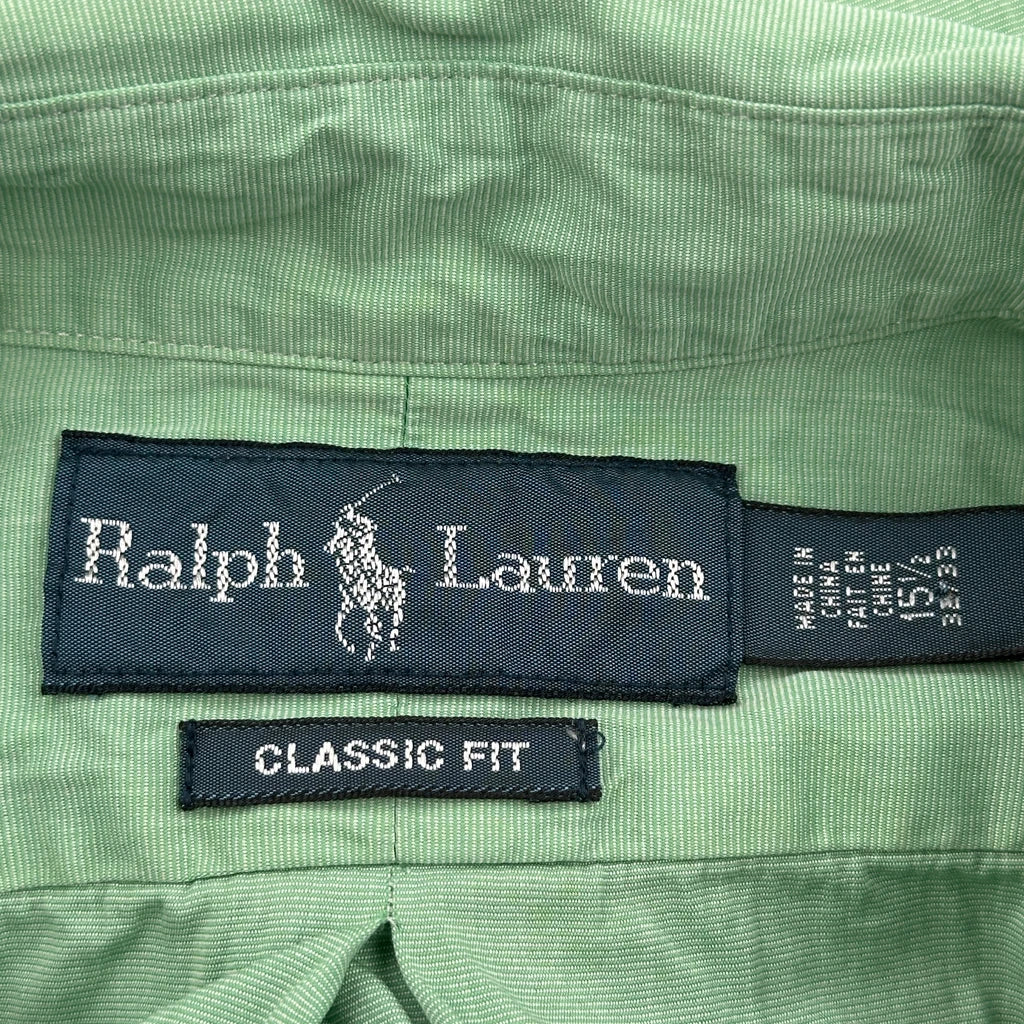 Ralph Lauren
CLASSIC FIT
MADE IN
CHINA
FAIT EN
CHINE
15½